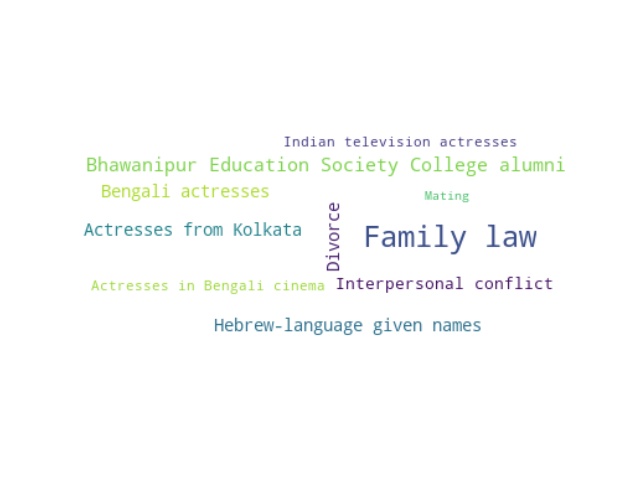 Indian television actresses
Bhawanipur Education Society College alumni
Bengali actresses
Mating
Actresses from Kolkata
Divorce
Family law
Actresses in Bengali cinema
Interpersonal conflict
Hebrew-language given names